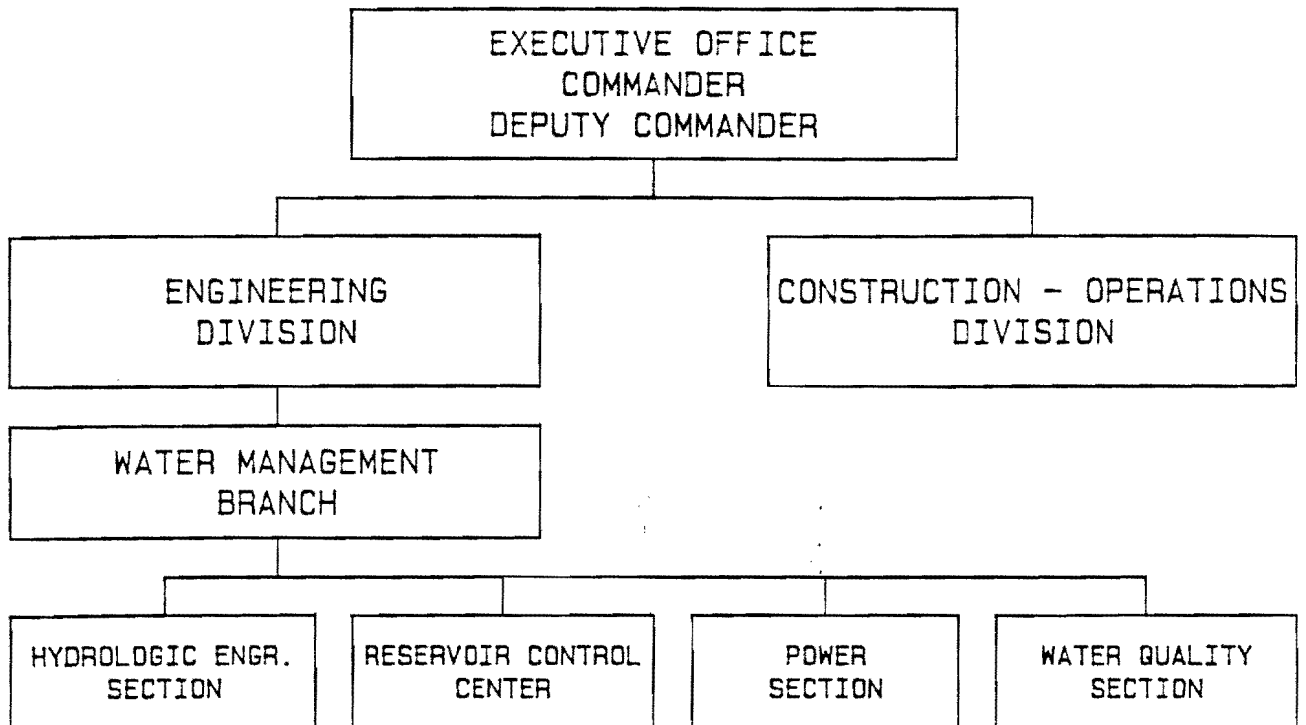 EXECUTIVE OFFICE
COMMANDER
DEPUTY COMMANDER
ENGINEERING
DIVISION
CONSTRUCTION - OPERATIONS
DIVISION
WATER MANAGEMENT
BRANCH
HYDROLOGIC ENGR.
SECTION
RESERVOIR CONTROL
CENTER
POWER
SECTION
WATER QUALITY
SECTION